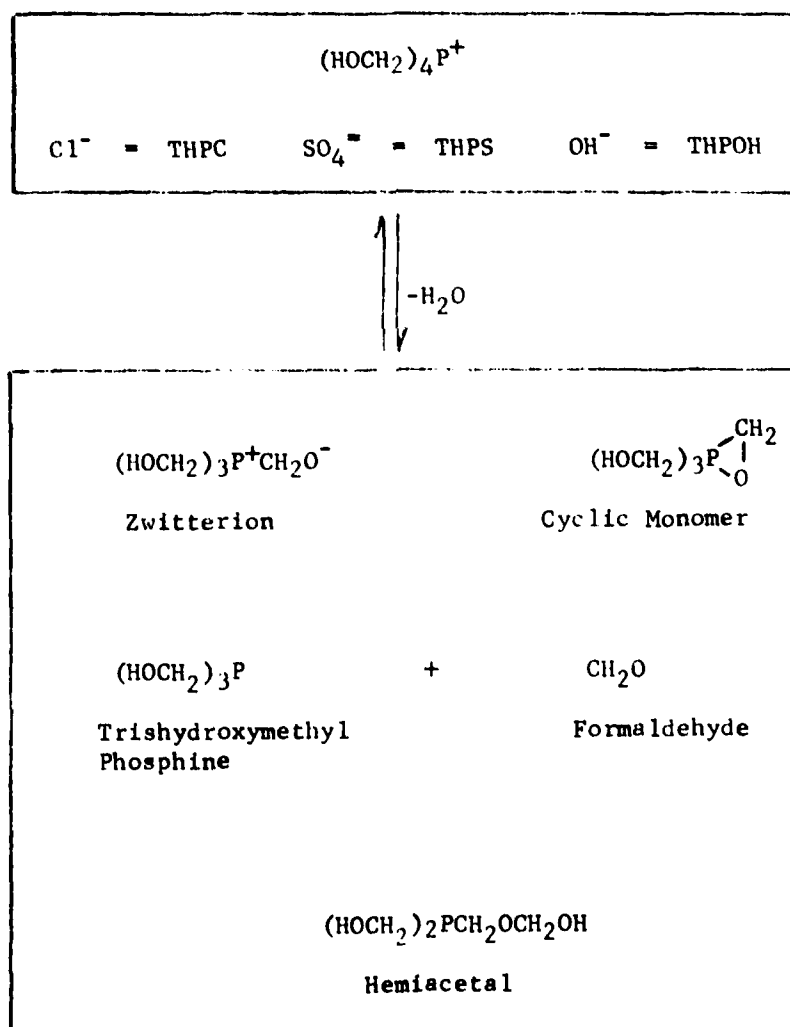 (HOCH2)4P+
Cl- = THPC SO4= = THPS OH- = THPOH
-H2O
(HOCH2)3P+CH2O- (HOCH2)3P CH2 O
Zwitterion Cyclic Monomer
(HOCH2)3P + CH2O
Trishydroxymethyl Formaldehyde
Phosphine
(HOCH2)2PCH2OCH2OH
Hemiacetal